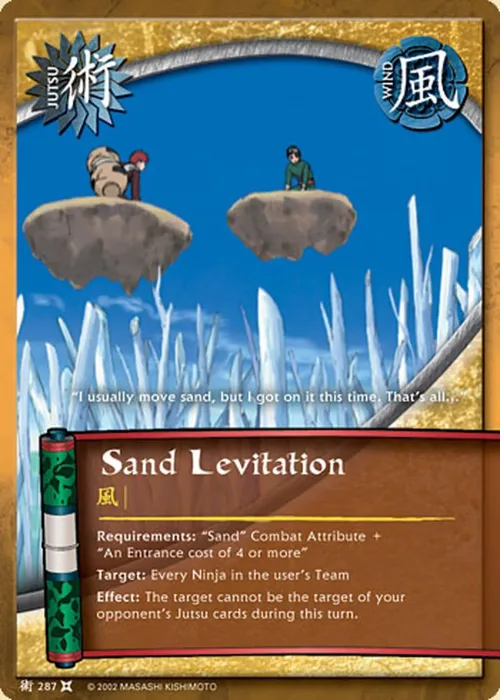 JUTSU
術
WIND
風
"I usually move sand, but I got on it this time. That's all..."
Sand Levitation
風
Requirements: "Sand" Combat Attribute +
"An Entrance cost of 4 or more"
Target: Every Ninja in the user's Team
Effect: The target cannot be the target of your
opponent's Jutsu cards during this turn.
術 287 © 2002 MASASHI KISHIMOTO